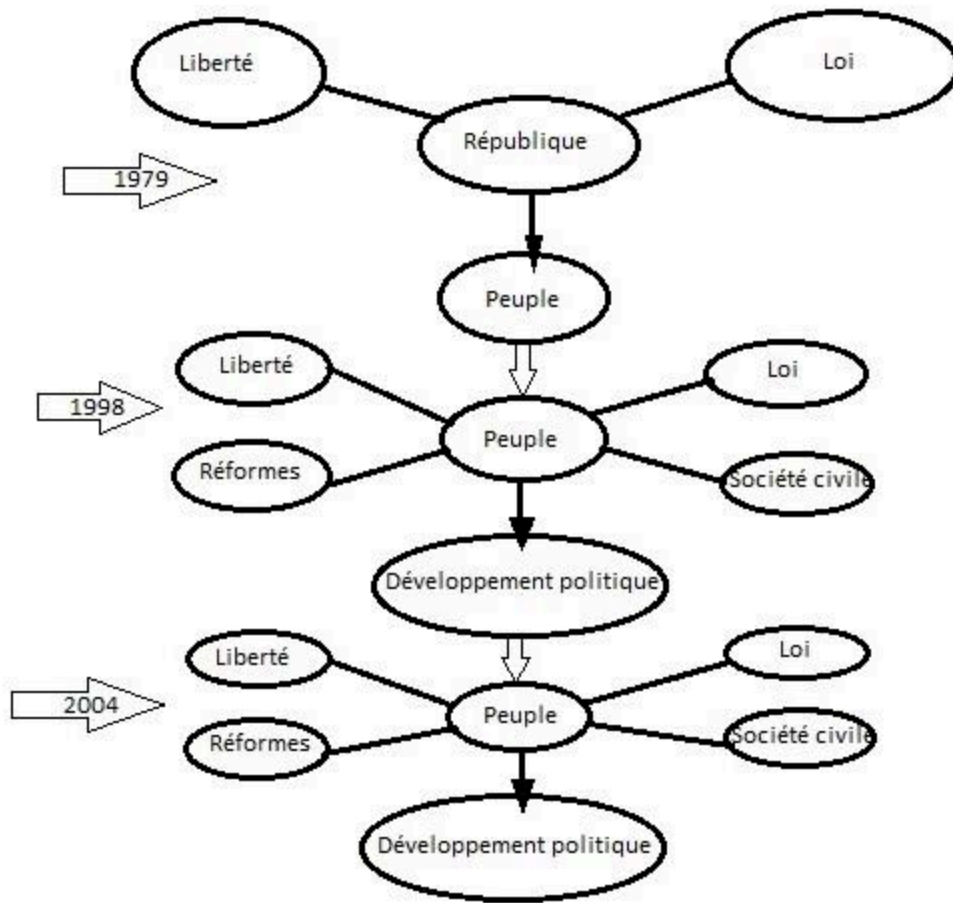 Liberté
Loi
République
1979
Peuple
Liberté
Loi
1998
Peuple
Réformes
Société civile
Développement politique
Liberté
Loi
2004
Peuple
Réformes
Société civile
Développement politique